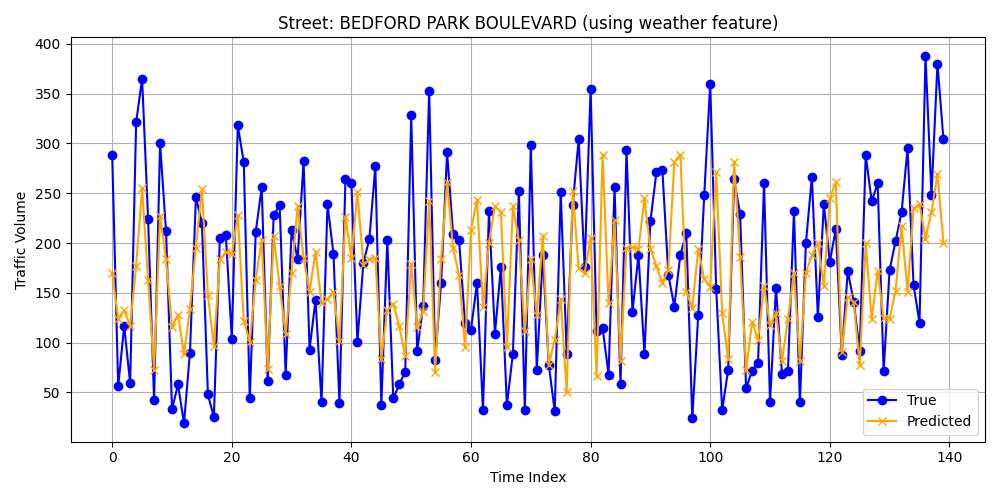 Street: BEDFORD PARK BOULEVARD (using weather feature)
Traffic Volume
400
350
300
250
200
150
100
50
0 20 40 60 80 100 120 140
Time Index
True
Predicted